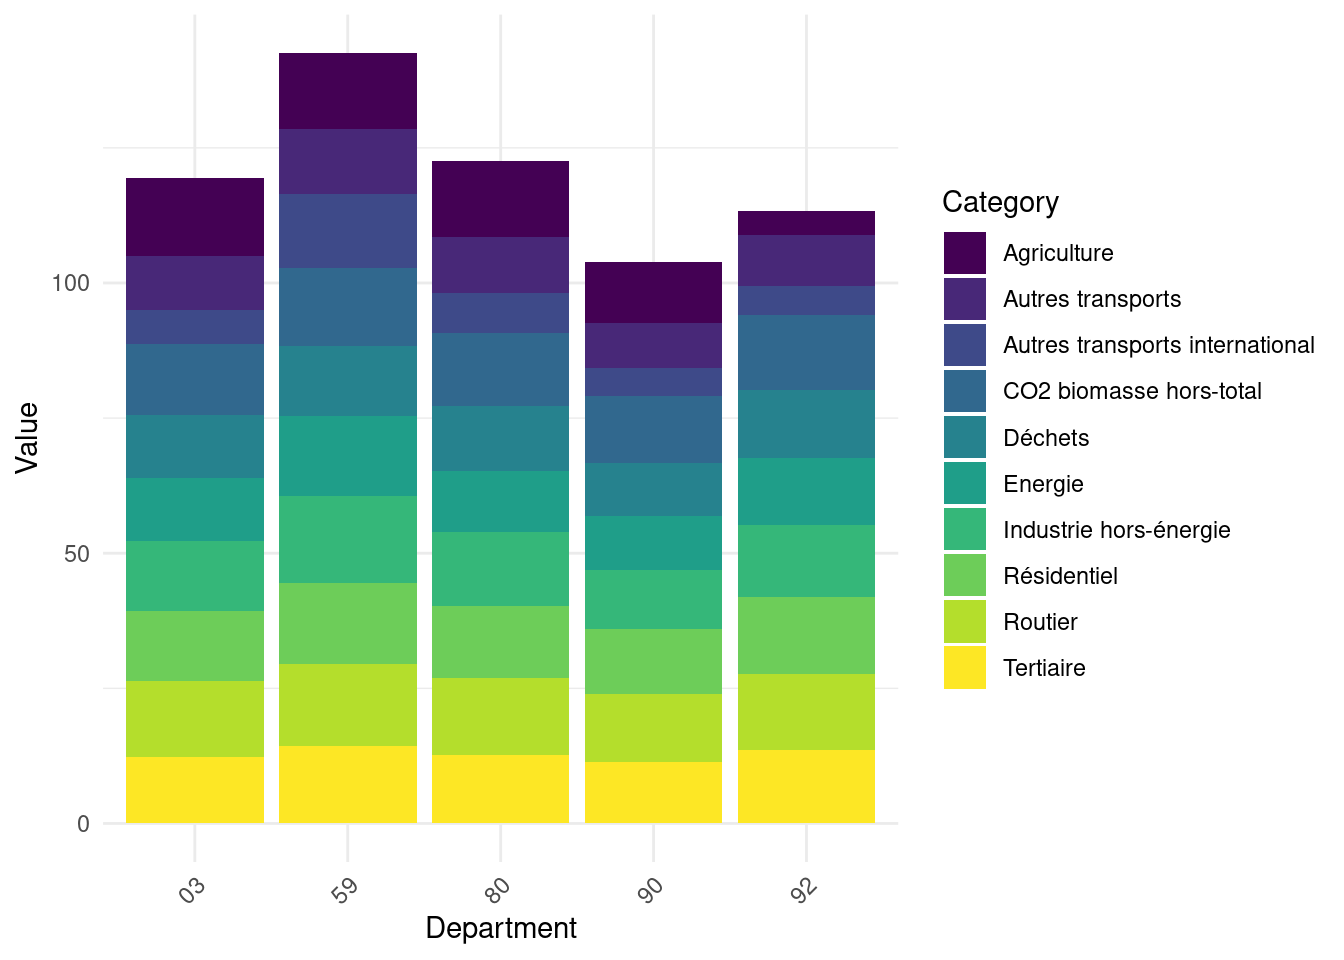 Value
100
50
0
03
59
80
90
92
Department
Category
Agriculture
Autres transports
Autres transports international
CO2 biomasse hors-total
Déchets
Energie
Industrie hors-énergie
Résidentiel
Routier
Tertiaire